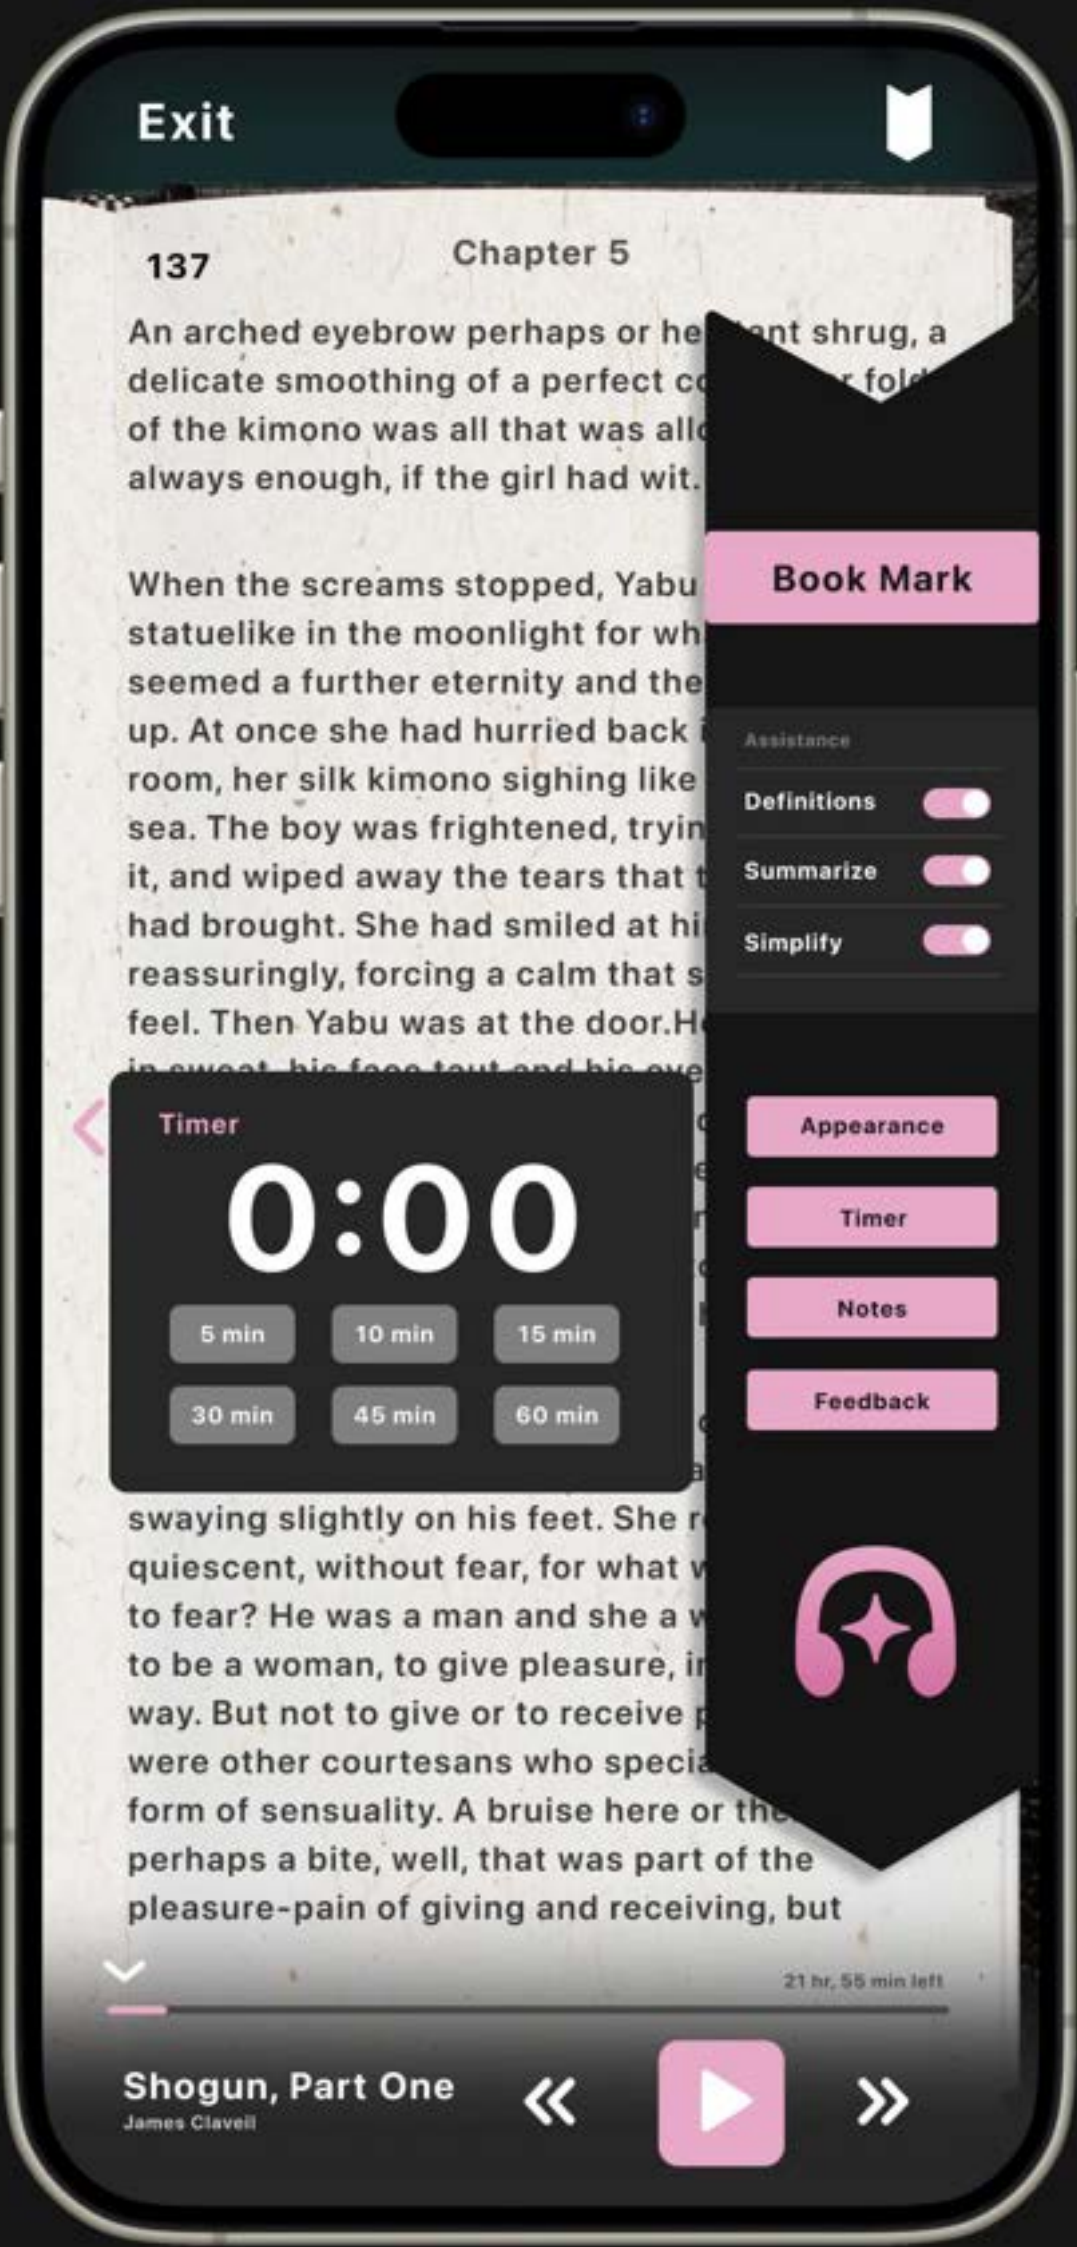 Exit
137
Chapter 5
An arched eyebrow perhaps or ant shrug, a
delicate smoothing of a perfect
of the kimono was all that was
always enough, if the girl had wit.
When the screams stopped, Yabu
statuelike in the moonlight for
seemed a further eternity and
up. At once she had hurried back
room, her silk kimono sighing like
sea. The boy was frightened,
it, and wiped away the tears that
had brought. She had smiled at
reassuringly, forcing a calm that
feel. Then Yabu was at the door.
in sweat, his face taut and his
swaying slightly on his feet. She
quiescent, without fear, for what
to fear? He was a man and she a
to be a woman, to give pleasure,
way. But not to give or to receive
were other courtesans who
form of sensuality. A bruise here or
perhaps a bite, well, that was part of the
pleasure-pain of giving and receiving, but
Book Mark
Assistance
Definitions
Summarize
Simplify
Appearance
Timer
Notes
Feedback
Timer
0:00
5 min 10 min 15 min
30 min 45 min 60 min
21 hr, 55 min left
Shogun, Part One
James Clavell